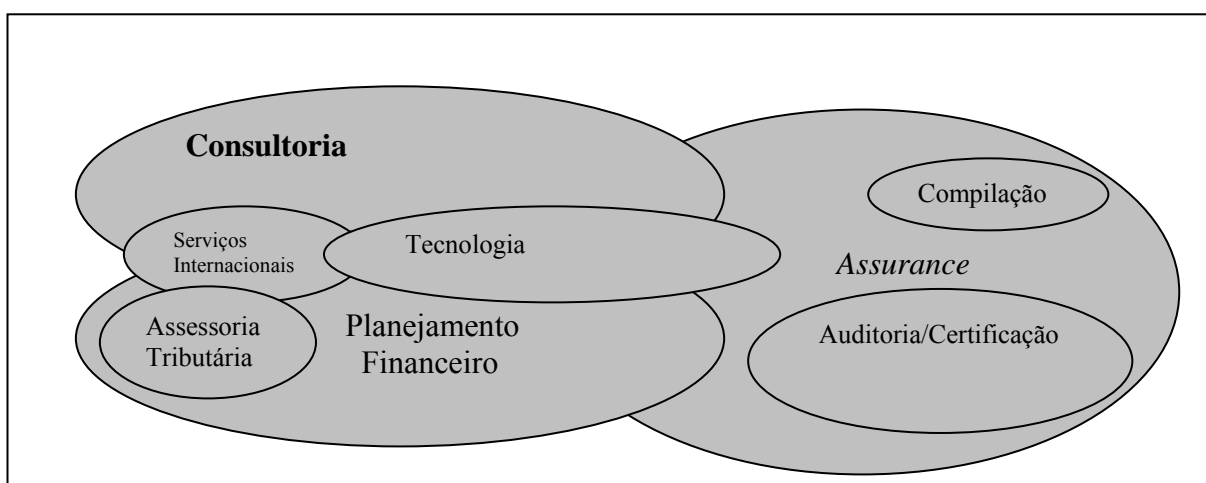 Consultoria
Compilação
Serviços
Internacionais
Tecnologia
Assurance
Assessoria
Tributária
Planejamento
Financeiro
Auditoria/Certificação